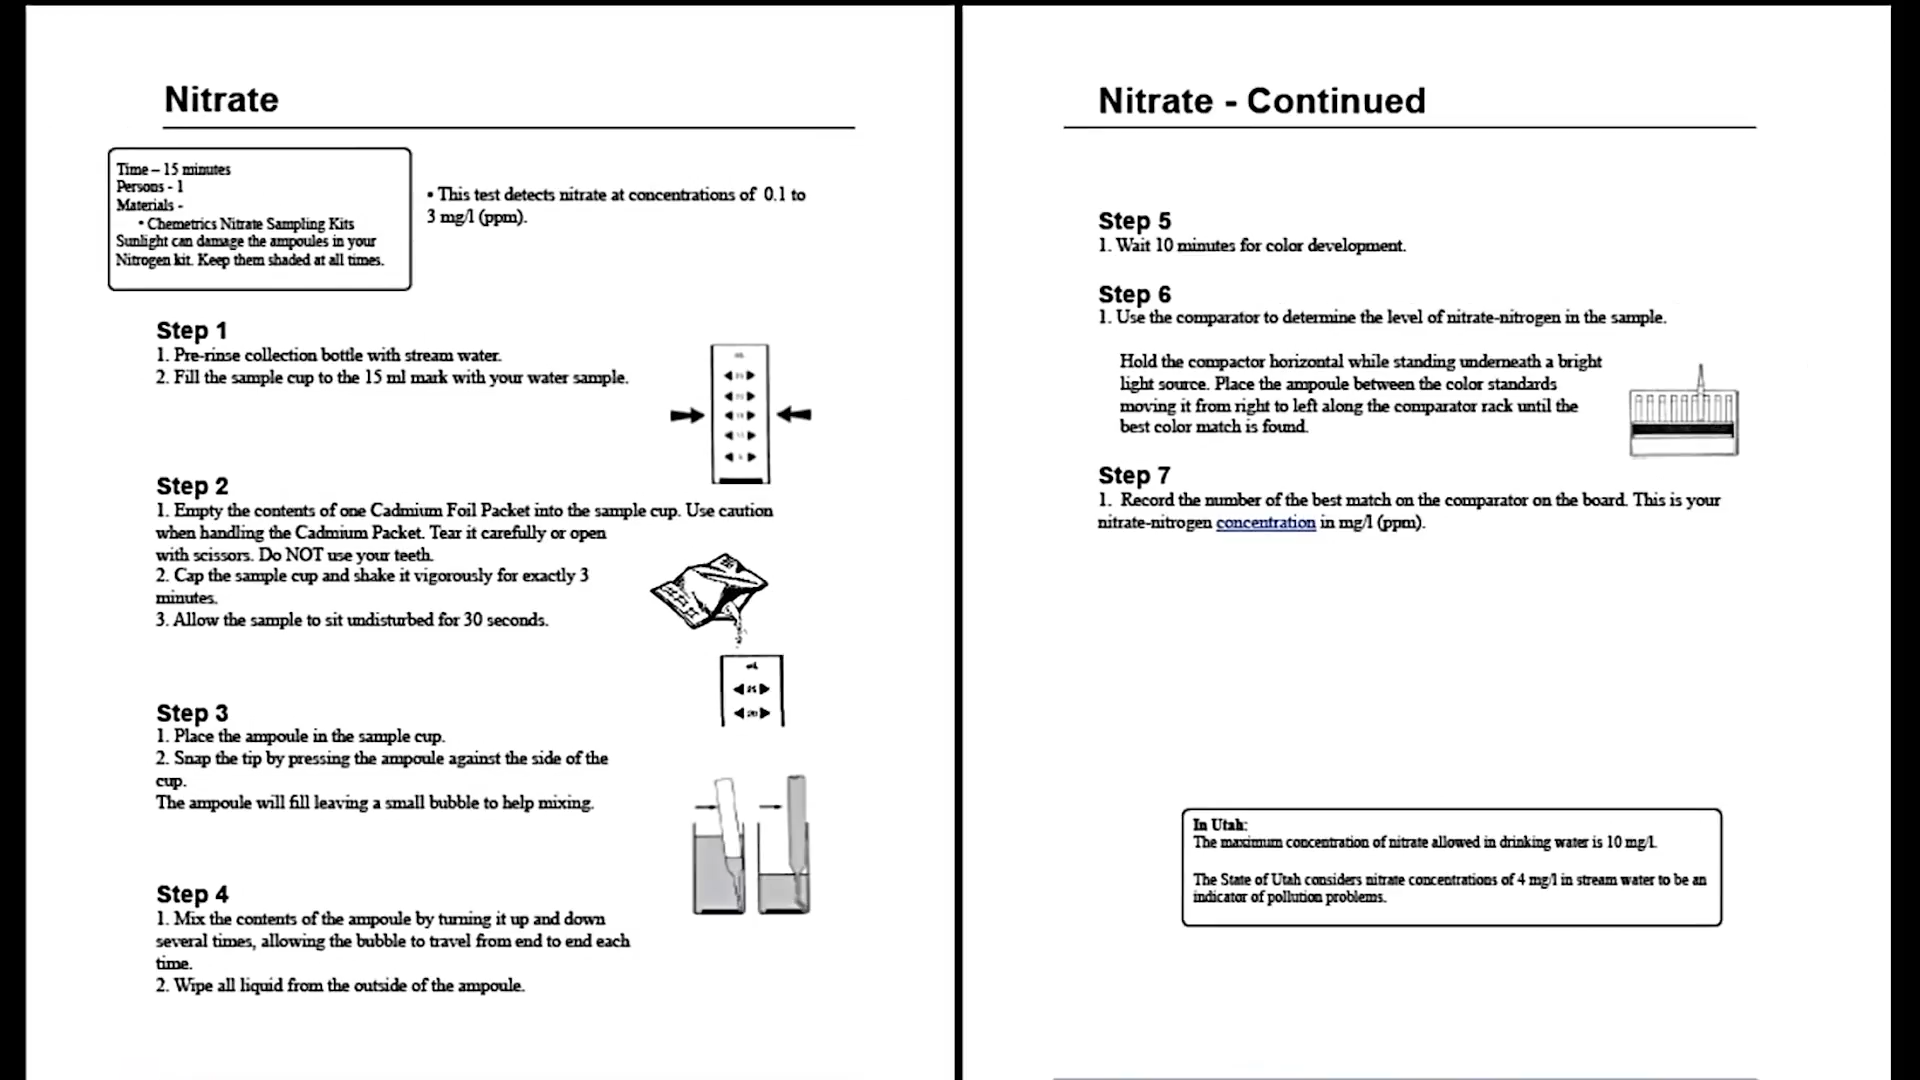 Nitrate
Time – 15 minutes
Persons - 1
Materials -
• Chemetrics Nitrate Sampling Kits
Sunlight can damage the ampoules in your
Nitrogen kit. Keep them shaded at all times.
• This test detects nitrate at concentrations of 0.1 to
3 mg/l (ppm).
Step 1
1. Pre-rinse collection bottle with stream water.
2. Fill the sample cup to the 15 ml mark with your water sample.
Step 2
1. Empty the contents of one Cadmium Foil Packet into the sample cup. Use caution
when handling the Cadmium Packet. Tear it carefully or open
with scissors. Do NOT use your teeth.
2. Cap the sample cup and shake it vigorously for exactly 3
minutes.
3. Allow the sample to sit undisturbed for 30 seconds.
25
20
Step 3
1. Place the ampoule in the sample cup.
2. Snap the tip by pressing the ampoule against the side of the
cup.
The ampoule will fill leaving a small bubble to help mixing.
Step 4
1. Mix the contents of the ampoule by turning it up and down
several times, allowing the bubble to travel from end to end each
time.
2. Wipe all liquid from the outside of the ampoule.
Nitrate - Continued
Step 5
1. Wait 10 minutes for color development.
Step 6
1. Use the comparator to determine the level of nitrate-nitrogen in the sample.
Hold the compactor horizontal while standing underneath a bright
light source. Place the ampoule between the color standards
moving it from right to left along the comparator rack until the
best color match is found.
Step 7
1. Record the number of the best match on the comparator on the board. This is your
nitrate-nitrogen concentration in mg/l (ppm).
In Utah:
The maximum concentration of nitrate allowed in drinking water is 10 mg/l.
The State of Utah considers nitrate concentrations of 4 mg/l in stream water to be an
indicator of pollution problems.